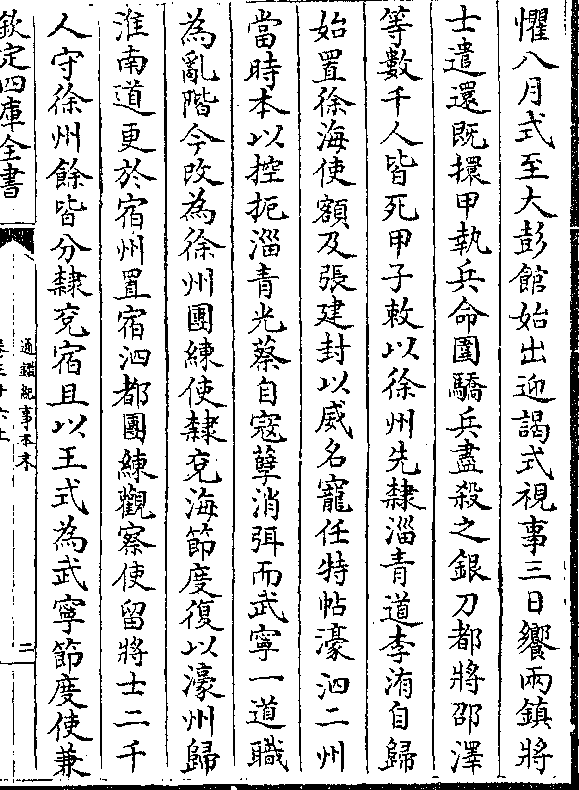 懼八月式至大彭館始出迎謁式視事三日饗兩鎮將
士遣還既擐甲執兵命圍驕兵盡殺之銀刀都將邵澤
等數千人皆死甲子敕以徐州先隸淄青道李洧自歸
始置徐海使額及張建封以威名寵任特帖濠泗二州
當時本以控扼淄青光蔡自寇孽消弭而武寧一道職
為亂階今改為徐州團練使隸兗海節度復以濠州歸
淮南道更於宿州置宿泗都團練觀察使留將士二千
人守徐州餘皆分隸兗宿且以王式為武寧節度使兼
欽定四庫全書
通鑑紀事本末
二